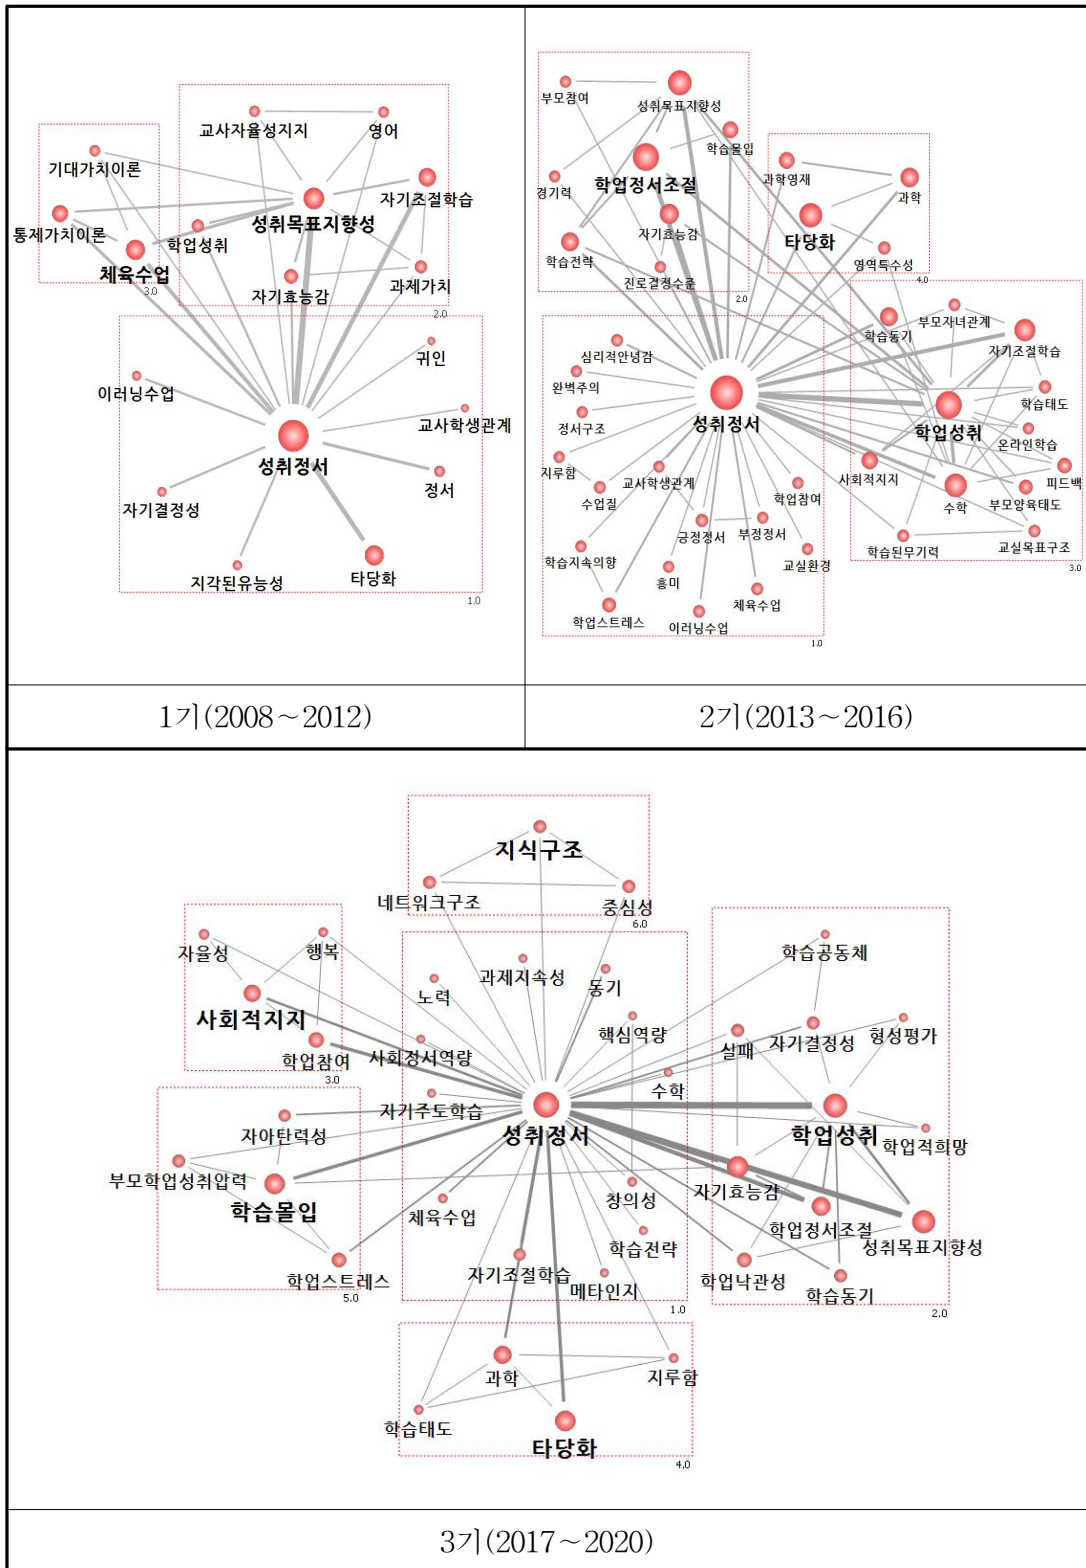 교사자율성지지
영어
기대가치이론
자기조절학습
성취목표지향성
통제가치이론
학업성취
체육수업
자기효능감
과제가치
3.0
2.0
귀인
이러닝수업
교사학생관계
성취정서
정서
자기결정성
지각된유능성
타당화
1.0
부모참여
성취목표지향성
학습몰입
경기력
학업정서조절
자기효능감
학습전략
진로결정수준
2.0
과학영재
과학
타당화
영역특수성
4.0
심리적안녕감
완벽주의
정서구조
성취정서
지루함
수업질
교사학생관계
학업참여
긍정정서
부정정서
학습지속의향
흥미
교실환경
체육수업
학업스트레스
이러닝수업
1.0
학습동기
부모자녀관계
자기조절학습
학습태도
학업성취
온라인학습
사회적지지
수학
부모양육태도
피드백
학습된무기력
교실목표구조
3.0
1기(2008～2012)
2기(2013～2016)
지식구조
네트워크구조
중심성
6.0
자율성
행복
사회적지지
학업참여
3.0
과제지속성
노력
동기
핵심역량
사회정서역량
수학
자기주도학습
성취정서
체육수업
창의성
학습전략
자기조절학습
메타인지
1.0
학습공동체
실패
자기결정성
형성평가
학업성취
학업적희망
자기효능감
학업정서조절
성취목표지향성
학업낙관성
학습동기
2.0
자아탄력성
부모학업성취압력
학습몰입
학업스트레스
5.0
과학
지루함
학습태도
타당화
4.0
3기(2017～2020)